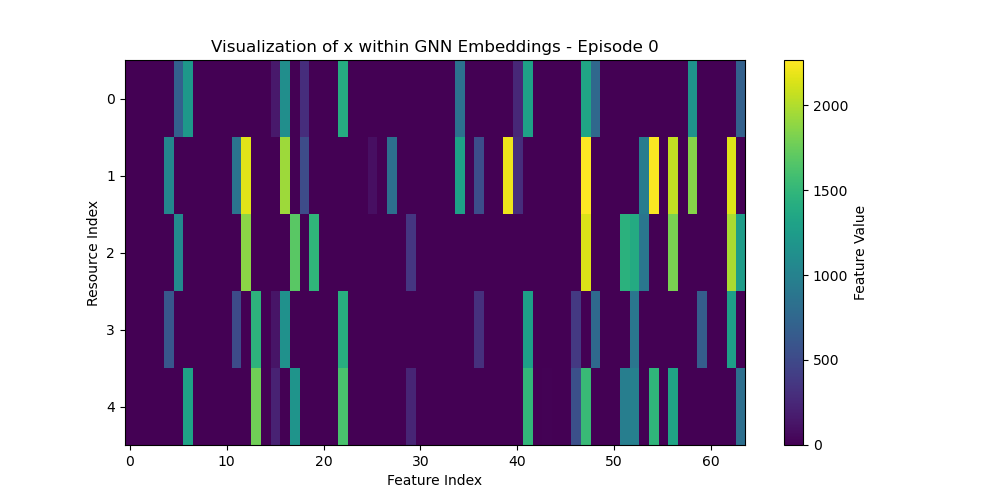 Visualization of x within GNN Embeddings - Episode 0
Resource Index
0
1
2
3
4
0 10 20 30 40 50 60
Feature Index
2000
1500
1000
500
0
Feature Value